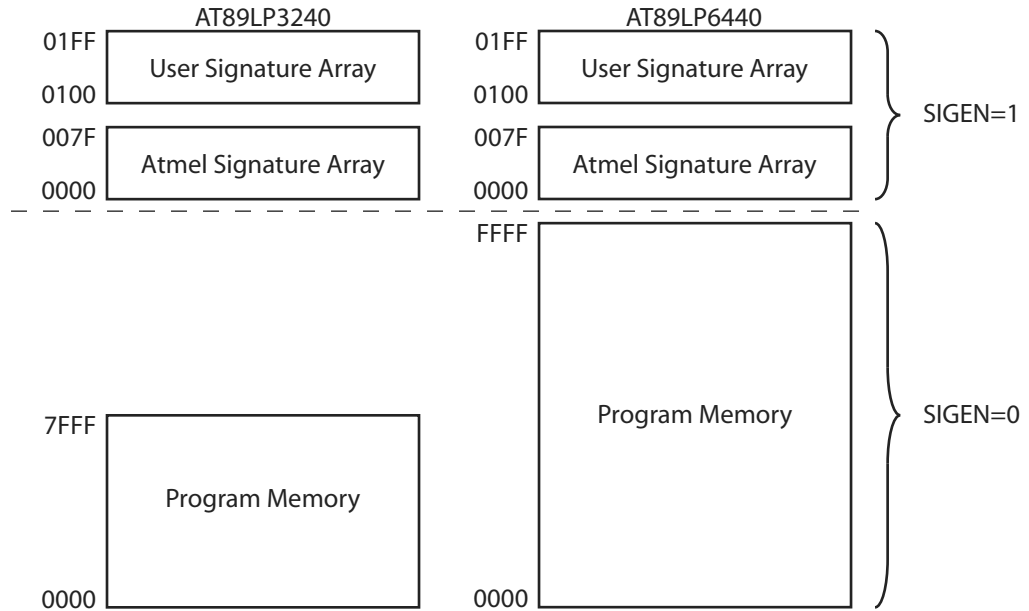 AT89LP3240
AT89LP6440
01FF
User Signature Array
0100
01FF
User Signature Array
0100
SIGEN=1
007F
Atmel Signature Array
0000
007F
Atmel Signature Array
0000
FFFF
7FFF
Program Memory
0000
Program Memory
0000
SIGEN=0